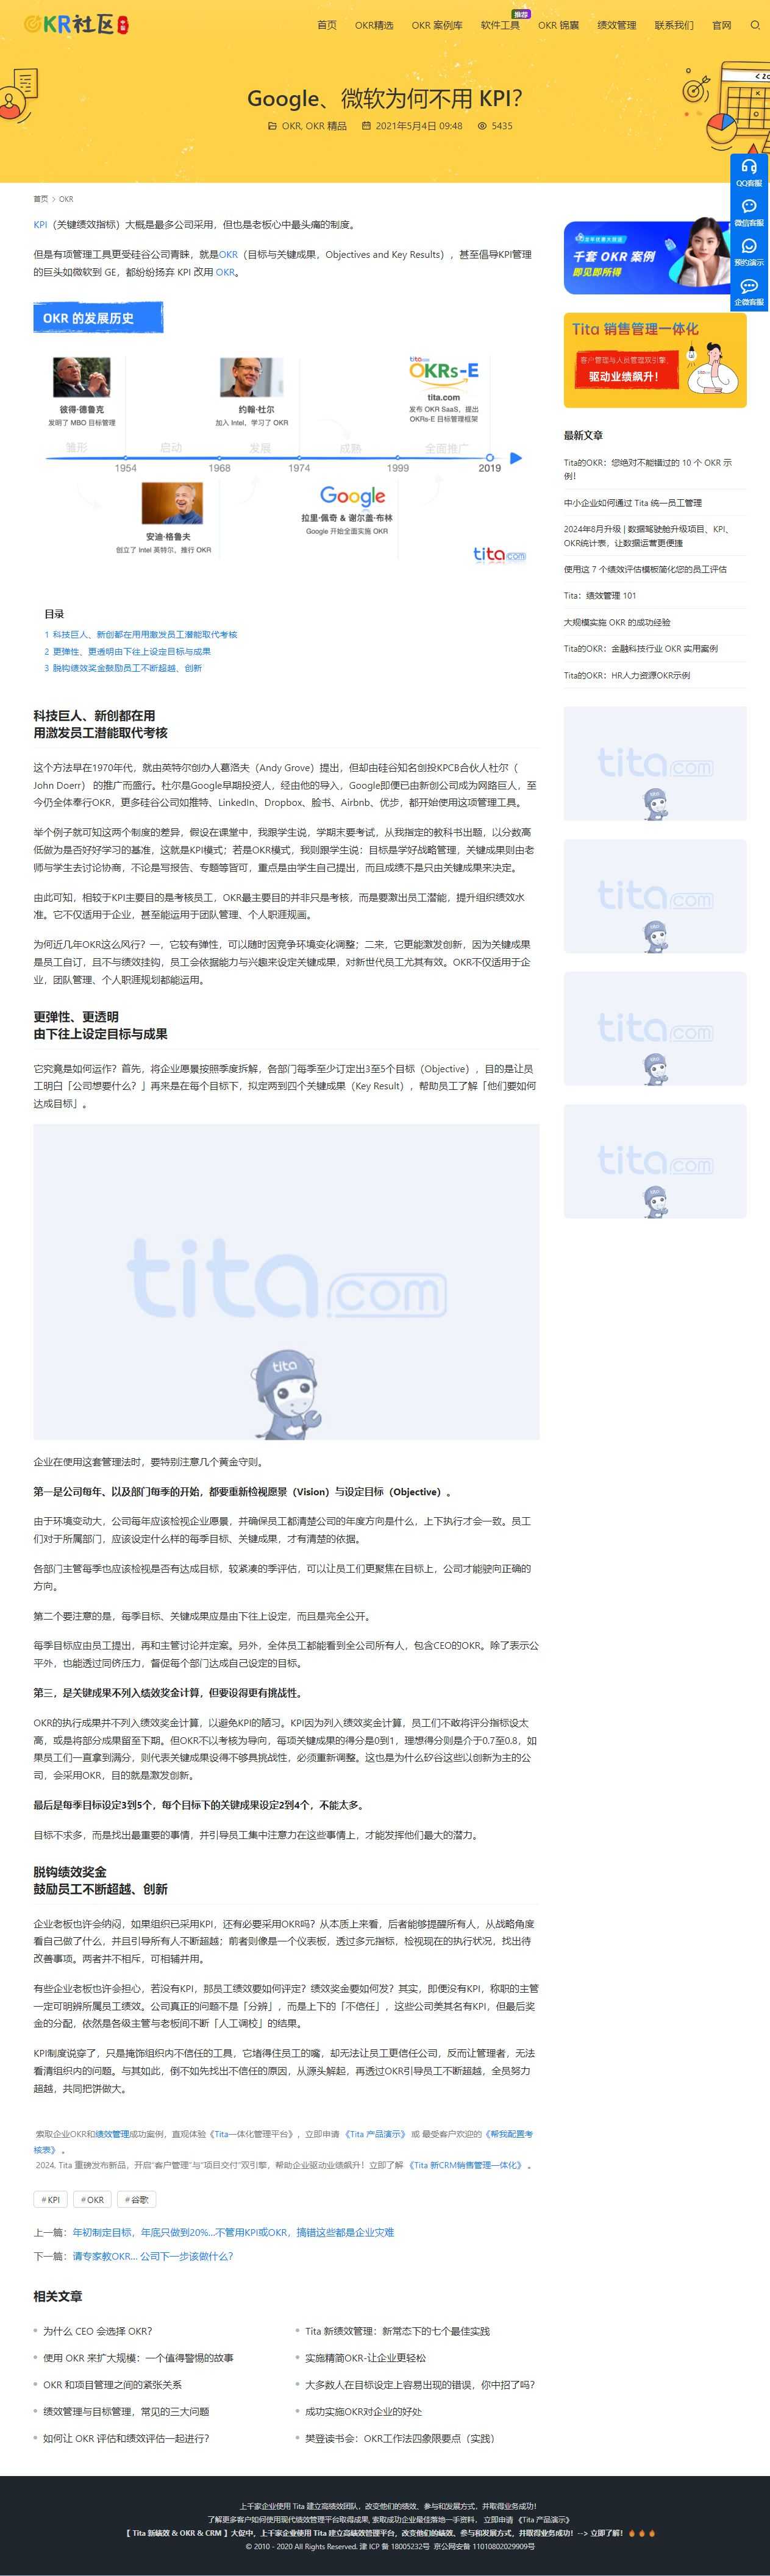 OKR社区
首页
OKR精选
OKR 案例库
软件工具
推荐
OKR 锦囊
绩效管理
联系我们
官网
Google、微软为何不用 KPI？
OKR, OKR 精品
2021年5月4日 09:48
5435
QQ客服
微信客服
预约演示
企微客服
首页 > OKR
KPI（关键绩效指标）大概是最多公司采用，但也是老板心中最头痛的制度。
但是有项管理工具更受硅谷公司青睐，就是OKR（目标与关键成果，Objectives and Key Results），甚至倡导KPI管理
的巨头如微软到 GE，都纷纷扬弃 KPI 改用 OKR。
OKR 的发展历史
彼得·德鲁克
发明了 MBO 目标管理
约翰·杜尔
加入 Intel，学习了 OKR
tita.com
OKRs-E
tita.com
发布 OKR SaaS，提出
OKRs-E 目标管理框架
雏形
启动
发展
成熟
全面推广
1954
1968
1974
1999
2019
安迪·格鲁夫
创立了 Intel 英特尔，推行 OKR
Google
拉里·佩奇 & 谢尔盖·布林
Google 开始全面实施 OKR
tita.com
目录
1 科技巨人、新创都在用用激发员工潜能取代考核
2 更弹性、更透明由下往上设定目标与成果
3 脱钩绩效奖金鼓励员工不断超越、创新
科技巨人、新创都在用
用激发员工潜能取代考核
这个方法早在1970年代，就由英特尔创办人葛洛夫（Andy Grove）提出，但却由硅谷知名创投KPCB合伙人杜尔（
John Doerr） 的推广而盛行。杜尔是Google早期投资人，经由他的导入，Google即便已由新创公司成为网路巨人，至
今仍全体奉行OKR，更多硅谷公司如推特、LinkedIn、Dropbox、脸书、Airbnb、优步，都开始使用这项管理工具。
举个例子就可知这两个制度的差异，假设在课堂中，我跟学生说，学期末要考试，从我指定的教科书出题，以分数高
低做为是否好好学习的基准，这就是KPI模式；若是OKR模式，我则跟学生说：目标是学好战略管理，关键成果则由老
师与学生去讨论协商，不论是写报告、专题等皆可，重点是由学生自己提出，而且成绩不是只由关键成果来决定。
由此可知，相较于KPI主要目的是考核员工，OKR最主要目的并非只是考核，而是要激出员工潜能，提升组织绩效水
准。它不仅适用于企业，甚至能运用于团队管理、个人职涯规画。
为何近几年OKR这么风行？一，它较有弹性，可以随时因竞争环境变化调整；二来，它更能激发创新，因为关键成果
是员工自订，且不与绩效挂钩，员工会依据能力与兴趣来设定关键成果，对新世代员工尤其有效。OKR不仅适用于企
业，团队管理、个人职涯规划都能运用。
更弹性、更透明
由下往上设定目标与成果
它究竟是如何运作？首先，将企业愿景按照季度拆解，各部门每季至少订定出3至5个目标（Objective），目的是让员
工明白「公司想要什么？」再来是在每个目标下，拟定两到四个关键成果（Key Result），帮助员工了解「他们要如何
达成目标」。
tita.com
tita
企业在使用这套管理法时，要特别注意几个黄金守则。
第一是公司每年、以及部门每季的开始，都要重新检视愿景（Vision）与设定目标（Objective）。
由于环境变动大，公司每年应该检视企业愿景，并确保员工都清楚公司的年度方向是什么，上下执行才会一致。员工
们对于所属部门，应该设定什么样的每季目标、关键成果，才有清楚的依据。
各部门主管每季也应该检视是否有达成目标，较紧凑的季评估，可以让员工们更聚焦在目标上，公司才能驶向正确的
方向。
第二个要注意的是，每季目标、关键成果应是由下往上设定，而且是完全公开。
每季目标应由员工提出，再和主管讨论并定案。另外，全体员工都能看到全公司所有人，包含CEO的OKR。除了表示公
平外，也能透过同侪压力，督促每个部门达成自己设定的目标。
第三，是关键成果不列入绩效奖金计算，但要设得更有挑战性。
OKR的执行成果并不列入绩效奖金计算，以避免KPI的陋习。KPI因为列入绩效奖金计算，员工们不敢将评分指标设太
高，或是将部分成果留至下期。但OKR不以考核为导向，每项关键成果的得分是0到1，理想得分则是介于0.7至0.8，如
果员工们一直拿到满分，则代表关键成果设得不够具挑战性，必须重新调整。这也是为什么矽谷这些以创新为主的公
司，会采用OKR，目的就是激发创新。
最后是每季目标设定3到5个，每个目标下的关键成果设定2到4个，不能太多。
目标不求多，而是找出最重要的事情，并引导员工集中注意力在这些事情上，才能发挥他们最大的潜力。
脱钩绩效奖金
鼓励员工不断超越、创新
企业老板也许会纳闷，如果组织已采用KPI，还有必要采用OKR吗？从本质上来看，后者能够提醒所有人，从战略角度
看自己做了什么，并且引导所有人不断超越；前者则像是一个仪表板，透过多元指标，检视现在的执行状况，找出待
改善事项。两者并不相斥，可相辅并用。
有些企业老板也许会担心，若没有KPI，那员工绩效要如何评定？绩效奖金要如何发？其实，即便没有KPI，称职的主管
一定可明辨所属员工绩效。公司真正的问题不是「分辨」，而是上下的「不信任」，这些公司美其名有KPI，但最后奖
金的分配，依然是各级主管与老板间不断「人工调校」的结果。
KPI制度说穿了，只是掩饰组织内不信任的工具，它堵得住员工的嘴，却无法让员工更信任公司，反而让管理者，无法
看清组织内的问题。与其如此，倒不如先找出不信任的原因，从源头解起，再透过OKR引导员工不断超越，全员努力
超越，共同把饼做大。
索取企业OKR和绩效管理成功案例，直观体验《Tita一体化管理平台》，立即申请 《Tita 产品演示》 或 最受客户欢迎的《帮我配置考
核表》 。
2024, Tita 重磅发布新品，开启“客户管理”与“项目交付”双引擎，帮助企业驱动业绩飙升！立即了解 《Tita 新CRM销售管理一体化》 。
#KPI
#OKR
#谷歌
上一篇：年初制定目标，年底只做到20%…不管用KPI或OKR，搞错这些都是企业灾难
下一篇：请专家教OKR… 公司下一步该做什么？
相关文章
为什么 CEO 会选择 OKR？
Tita 新绩效管理：新常态下的七个最佳实践
使用 OKR 来扩大规模：一个值得警惕的故事
实施精简OKR-让企业更轻松
OKR 和项目管理之间的紧张关系
大多数人在目标设定上容易出现的错误，你中招了吗？
绩效管理与目标管理，常见的三大问题
成功实施OKR对企业的好处
如何让 OKR 评估和绩效评估一起进行？
樊登读书会：OKR工作法四象限要点（实践）
千套 OKR 案例
即见即所得
Tita 销售管理一体化
客户管理与人员管理双引擎，
驱动业绩飙升！
最新文章
Tita的OKR：您绝对不能错过的 10 个 OKR 示
例！
中小企业如何通过 Tita 统一员工管理
2024年8月升级 | 数据驾驶舱升级项目、KPI、
OKR统计表，让数据运营更便捷
使用这 7 个绩效评估模板简化您的员工评估
Tita：绩效管理 101
大规模实施 OKR 的成功经验
Tita的OKR：金融科技行业 OKR 实用案例
Tita的OKR：HR人力资源OKR示例
tita.com
tita.com
tita.com
tita.com
上千家企业使用 Tita 建立高绩效团队，改变他们的绩效、参与和发展方式，并取得业务成功！
了解更多客户如何使用现代绩效管理平台取得成果, 索取成功企业最佳落地一手资料， 立即申请 《Tita 产品演示》
【 Tita 新绩效 & OKR & CRM 】大促中，上千家企业使用 Tita 建立高绩效管理平台，改变他们的绩效、参与和发展方式，并取得业务成功！--> 立即了解！
© 2010 - 2020 All Rights Reserved. 津 ICP 备 18005232号 京公网安备 11010802029909号